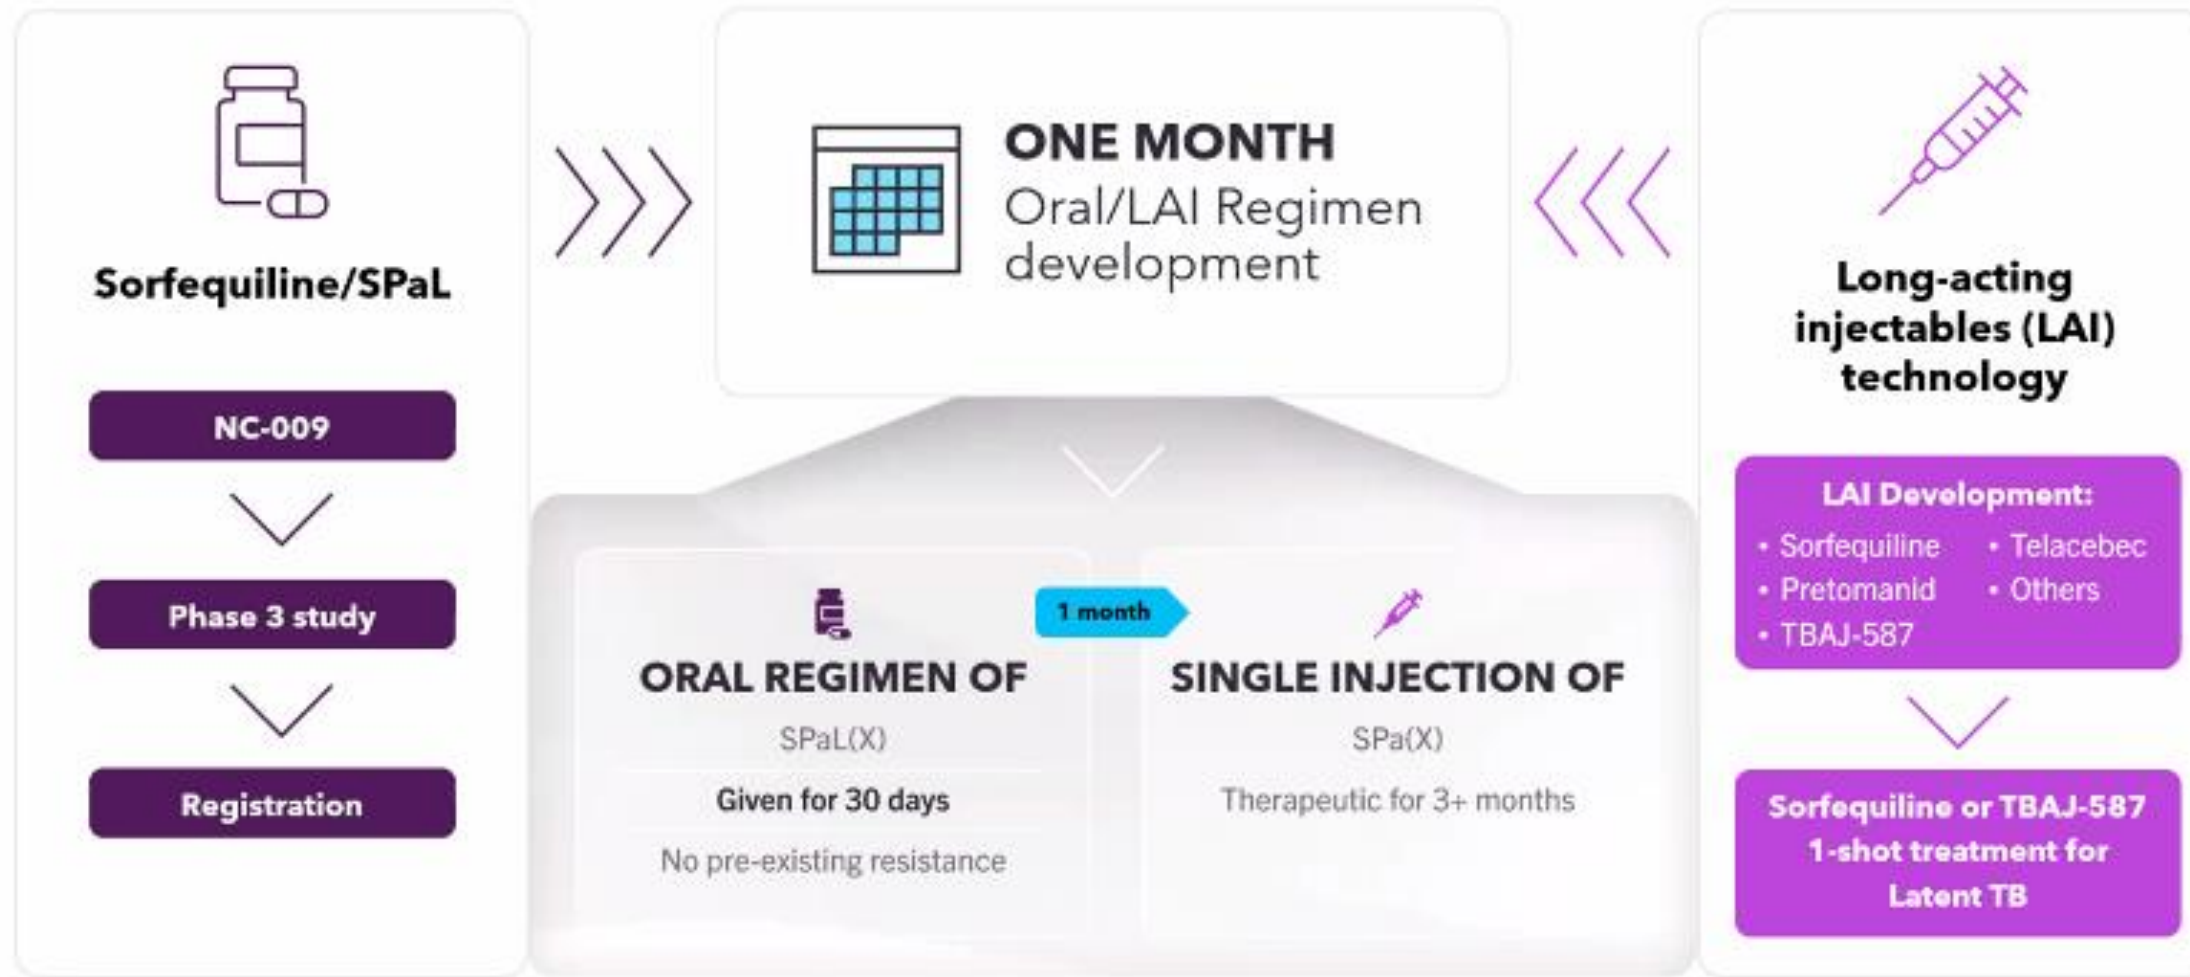 Sorfequiline/SPaL
NC-009
Phase 3 study
Registration
ONE MONTH
Oral/LAI Regimen
development
1 month
ORAL REGIMEN OF
SPaL(X)
Given for 30 days
No pre-existing resistance
SINGLE INJECTION OF
SPa(X)
Therapeutic for 3+ months
Long-acting
injectables (LAI)
technology
LAI Development:
• Sorfequiline
• Pretomanid
• TBAJ-587
• Telacebec
• Others
Sorfequiline or TBAJ-587
1-shot treatment for
Latent TB